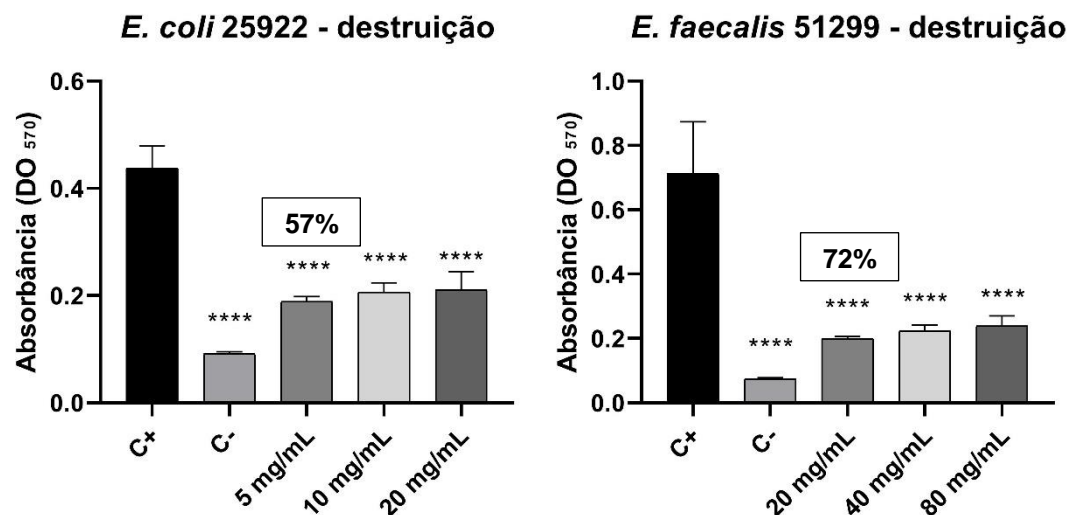 E. coli 25922 - destruição
Absorbância (DO 570)
0.6
0.4
0.2
0.0
57%
****
****
****
****
C+
C-
5 mg/mL
10 mg/mL
20 mg/mL
E. faecalis 51299 - destruição
Absorbância (DO 570)
1.0
0.8
0.6
0.4
0.2
0.0
72%
****
****
****
****
C+
C-
20 mg/mL
40 mg/mL
80 mg/mL